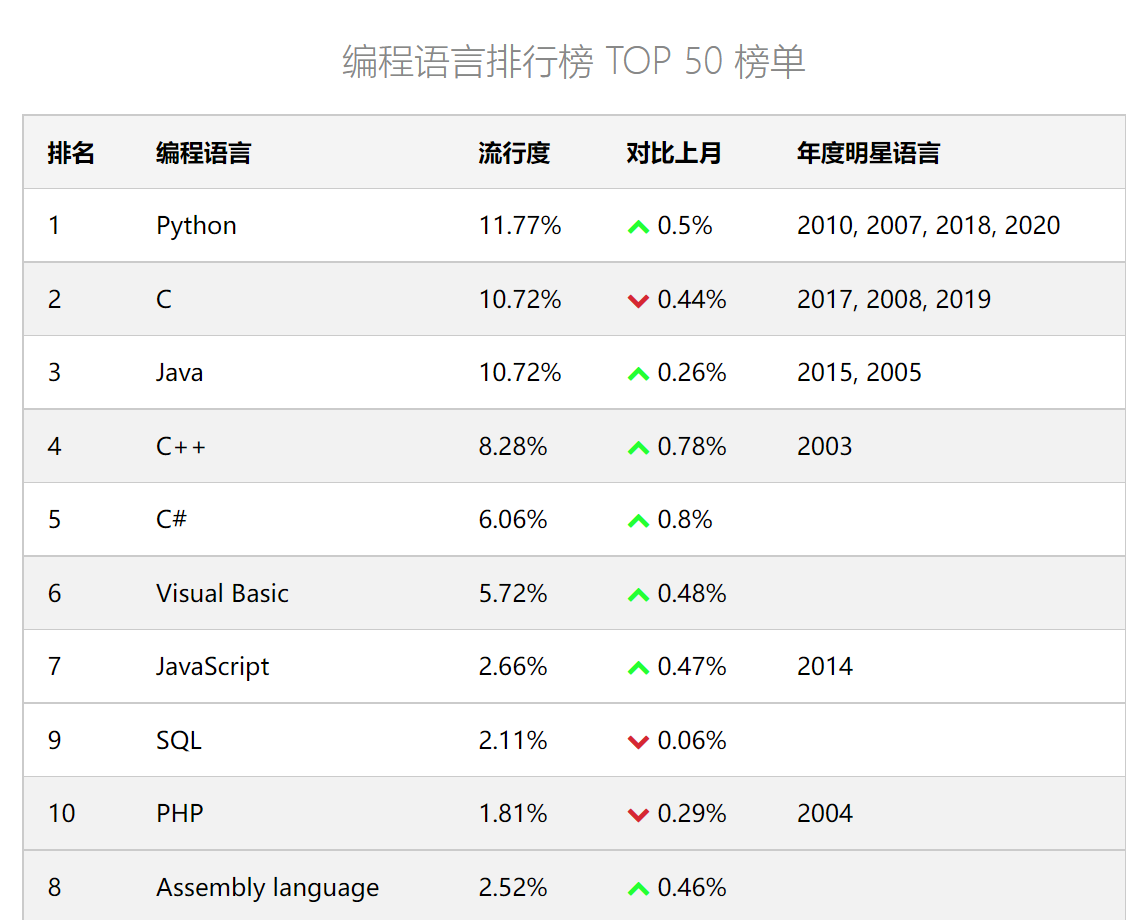 编程语言排行榜 TOP 50 榜单
排名 编程语言 流行度 对比上月 年度明星语言
1 Python 11.77% 0.5% 2010, 2007, 2018, 2020
2 C 10.72% 0.44% 2017, 2008, 2019
3 Java 10.72% 0.26% 2015, 2005
4 C++ 8.28% 0.78% 2003
5 C# 6.06% 0.8%
6 Visual Basic 5.72% 0.48%
7 JavaScript 2.66% 0.47% 2014
9 SQL 2.11% 0.06%
10 PHP 1.81% 0.29% 2004
8 Assembly language 2.52% 0.46%